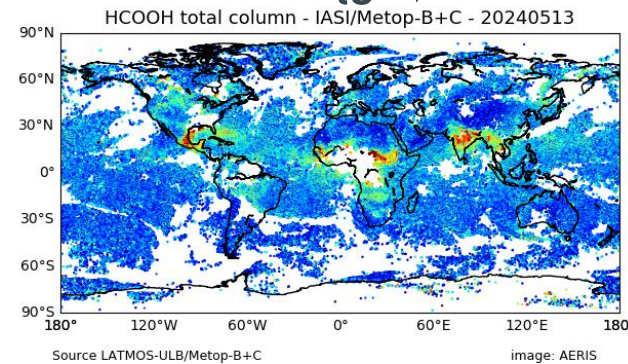 HCOOH total column - IASI/Metop-B+C - 20240513
90°N
60°N
30°N
0°
30°S
60°S
90°S
180° 120°W 60°W 0° 60°E 120°E 180
Source LATMOS-ULB/Metop-B+C image: AERIS